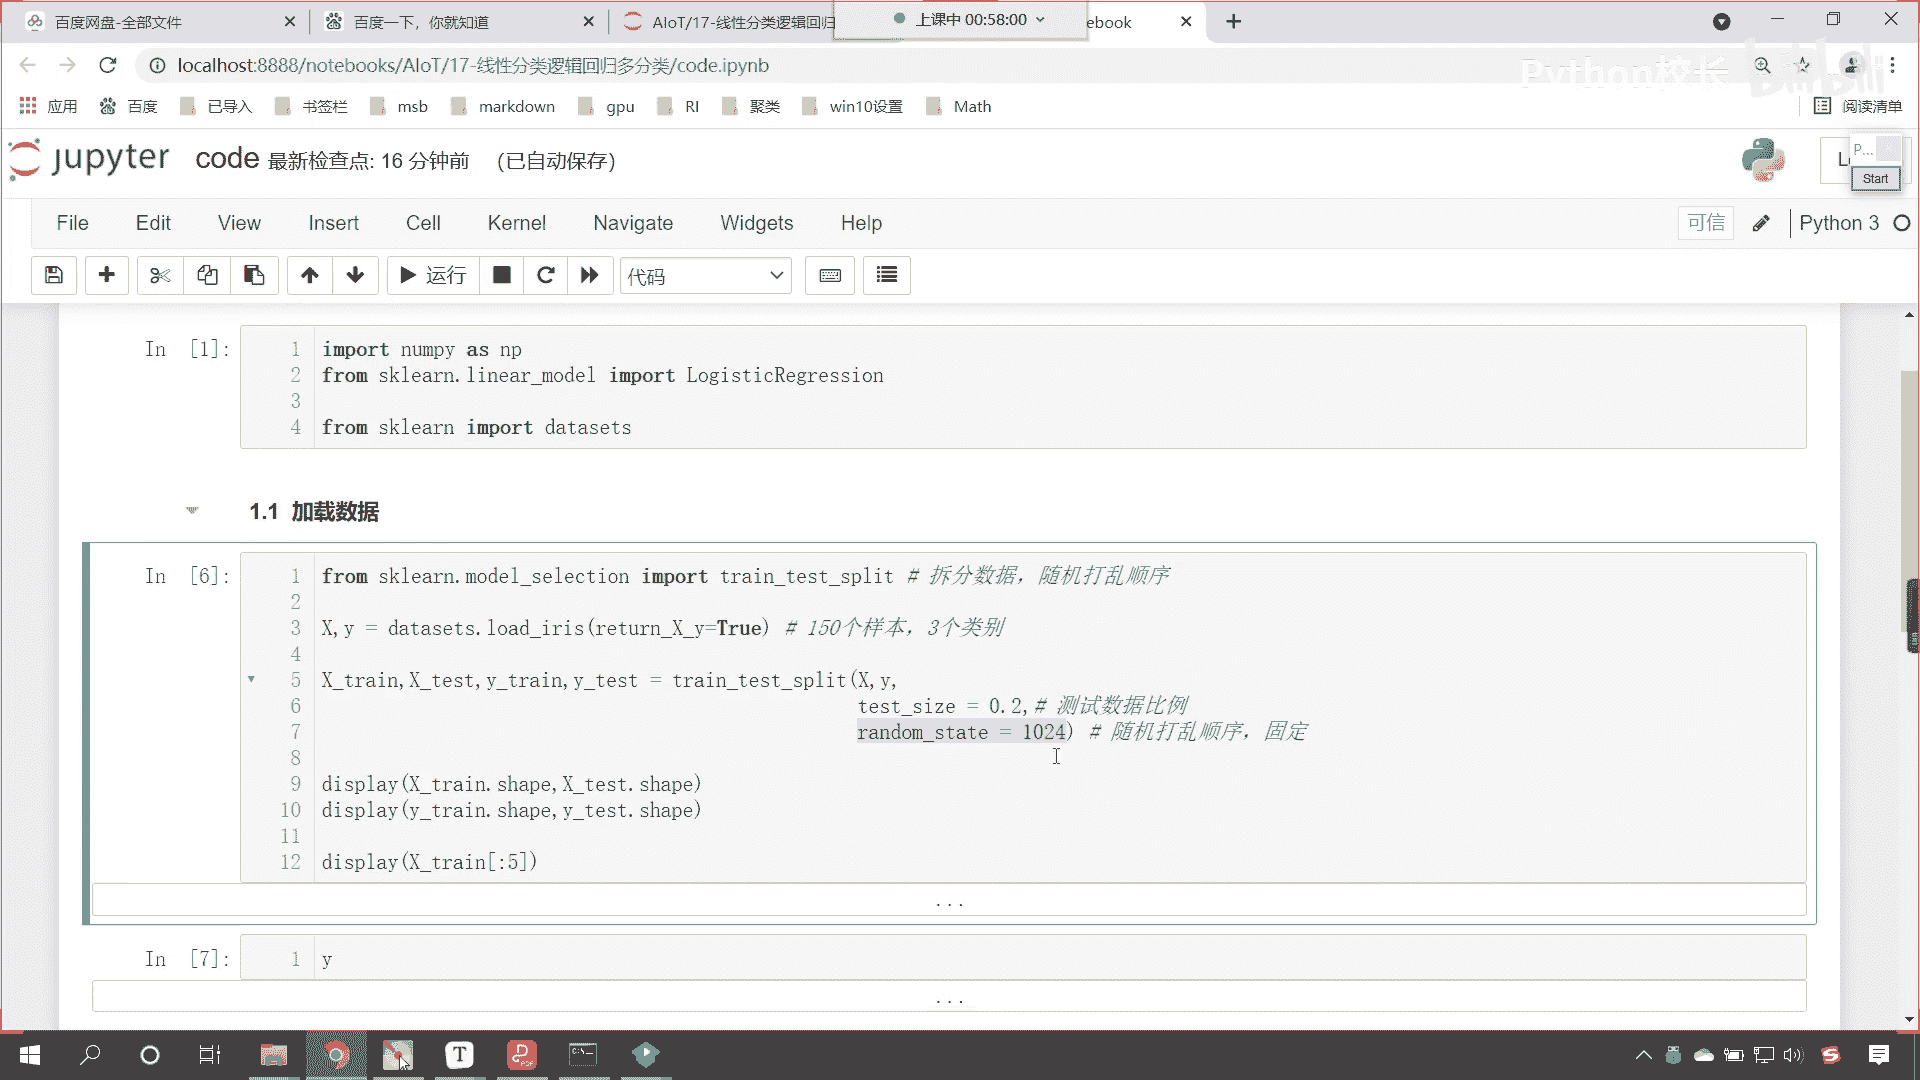 百度网盘-全部文件
百度一下，你就知道
AIoT/17-线性分类逻辑回归
上课中 00:58:00
ebook
localhost:8888/notebooks/AIoT/17-线性分类逻辑回归多分类/code.ipynb
Python校长
bilibili
应用
百度
已导入
书签栏
msb
markdown
gpu
RI
聚类
win10设置
Math
阅读清单
jupyter
code 最新检查点: 16 分钟前 (已自动保存)
P...
Start
File
Edit
View
Insert
Cell
Kernel
Navigate
Widgets
Help
可信
Python 3
运行
代码
In [1]:
1 import numpy as np
2 from sklearn.linear_model import LogisticRegression
3
4 from sklearn import datasets
1.1 加载数据
In [6]:
1 from sklearn.model_selection import train_test_split # 拆分数据，随机打乱顺序
2
3 X,y = datasets.load_iris(return_X_y=True) # 150个样本，3个类别
4
5 X_train,X_test,y_train,y_test = train_test_split(X,y,
6 test_size = 0.2,# 测试数据比例
7 random_state = 1024) # 随机打乱顺序，固定
8
9 display(X_train.shape,X_test.shape)
10 display(y_train.shape,y_test.shape)
11
12 display(X_train[:5])
...
In [7]:
1 y
...